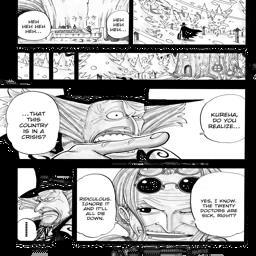 HEH
HEH
HEH...
HEH
HEH HEH
HEH...
KUREHA,
DO YOU
REALIZE...
...THAT
THIS
COUNTRY
IS IN A
CRISIS?
YES, I KNOW.
THE TWENTY
DOCTORS
ARE
SICK, RIGHT?
RIDICULOUS.
IGNORE IT
AND IT'LL
ALL DIE
DOWN.